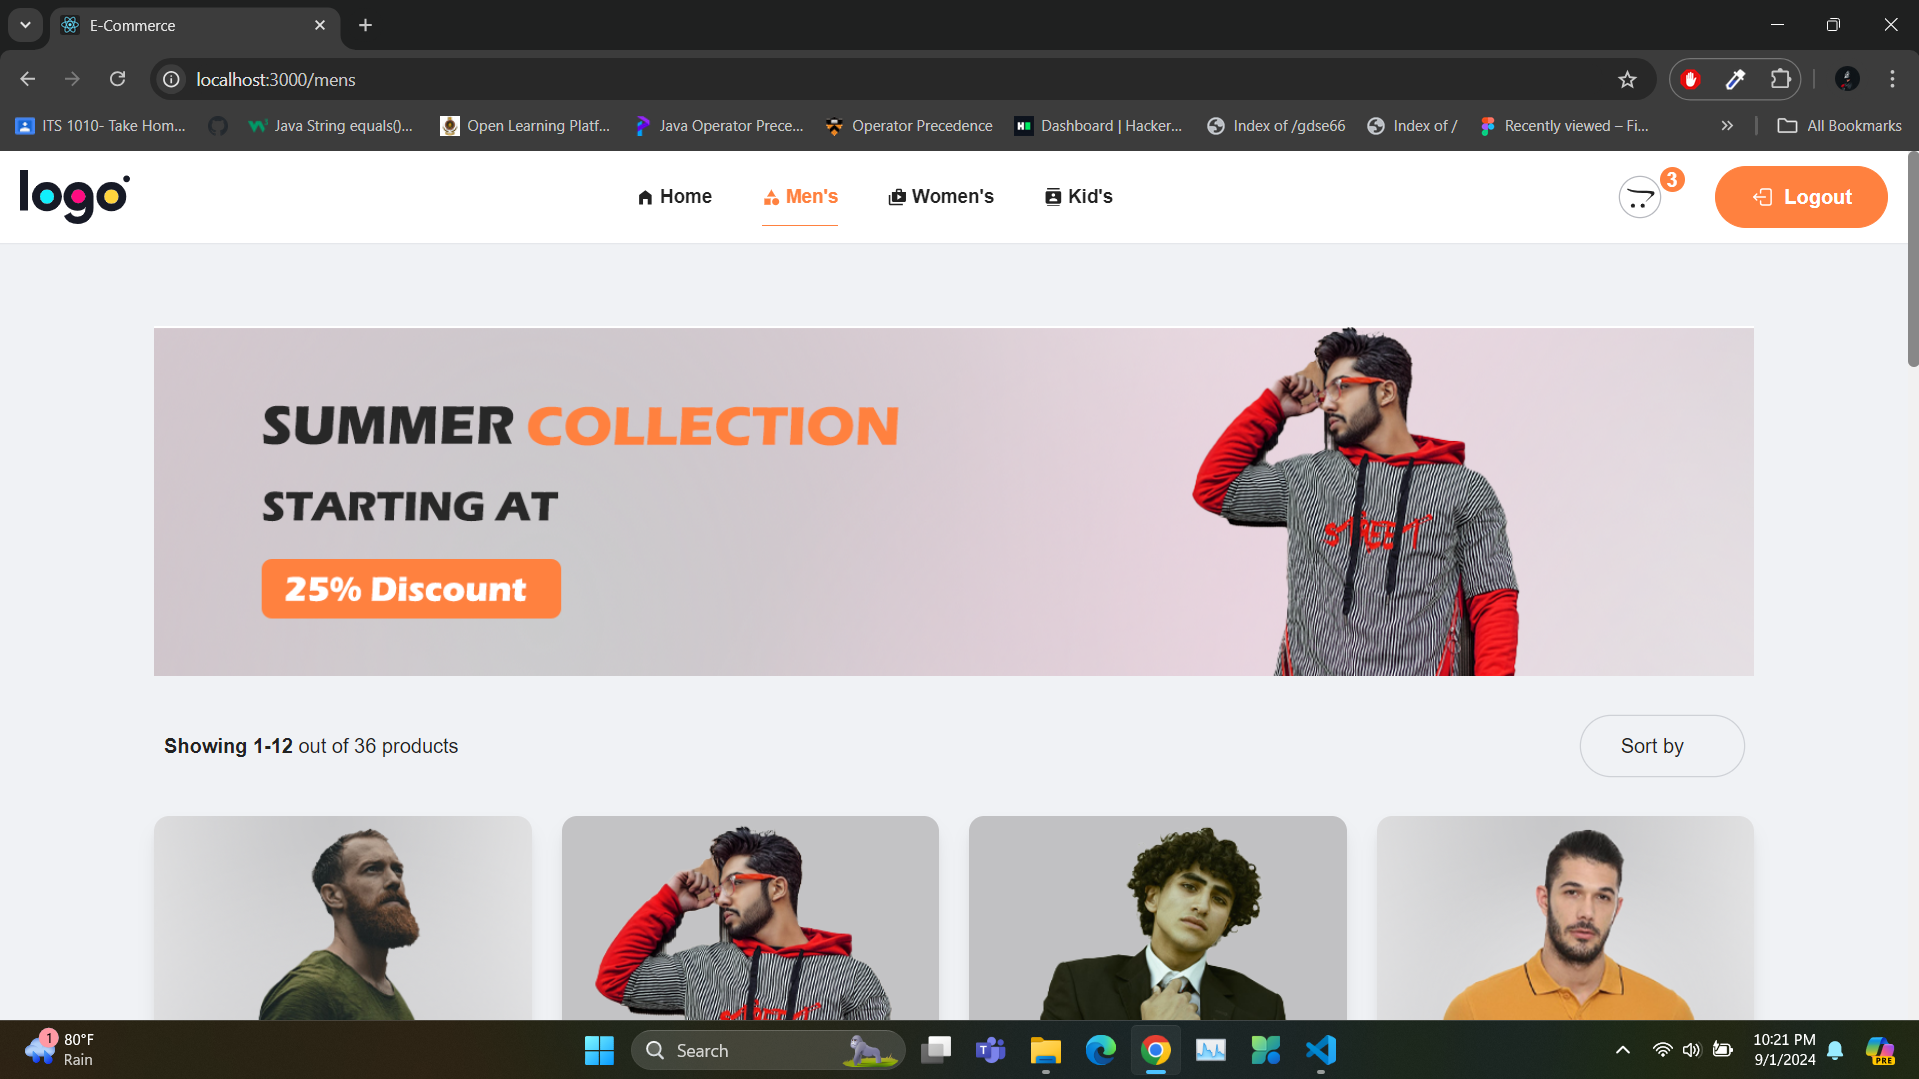 E-Commerce
localhost:3000/mens
ITS 1010- Take Hom...
Java String equals()...
Open Learning Platf...
Java Operator Prece...
Operator Precedence
Dashboard | Hacker...
Index of /gdse66
Index of /
Recently viewed – Fi...
All Bookmarks
logo
Home
Men's
Women's
Kid's
3
Logout
SUMMER COLLECTION
STARTING AT
25% Discount
STREET
Showing 1-12 out of 36 products
Sort by
1
80°F
Rain
Search
10:21 PM
9/1/2024
PRE